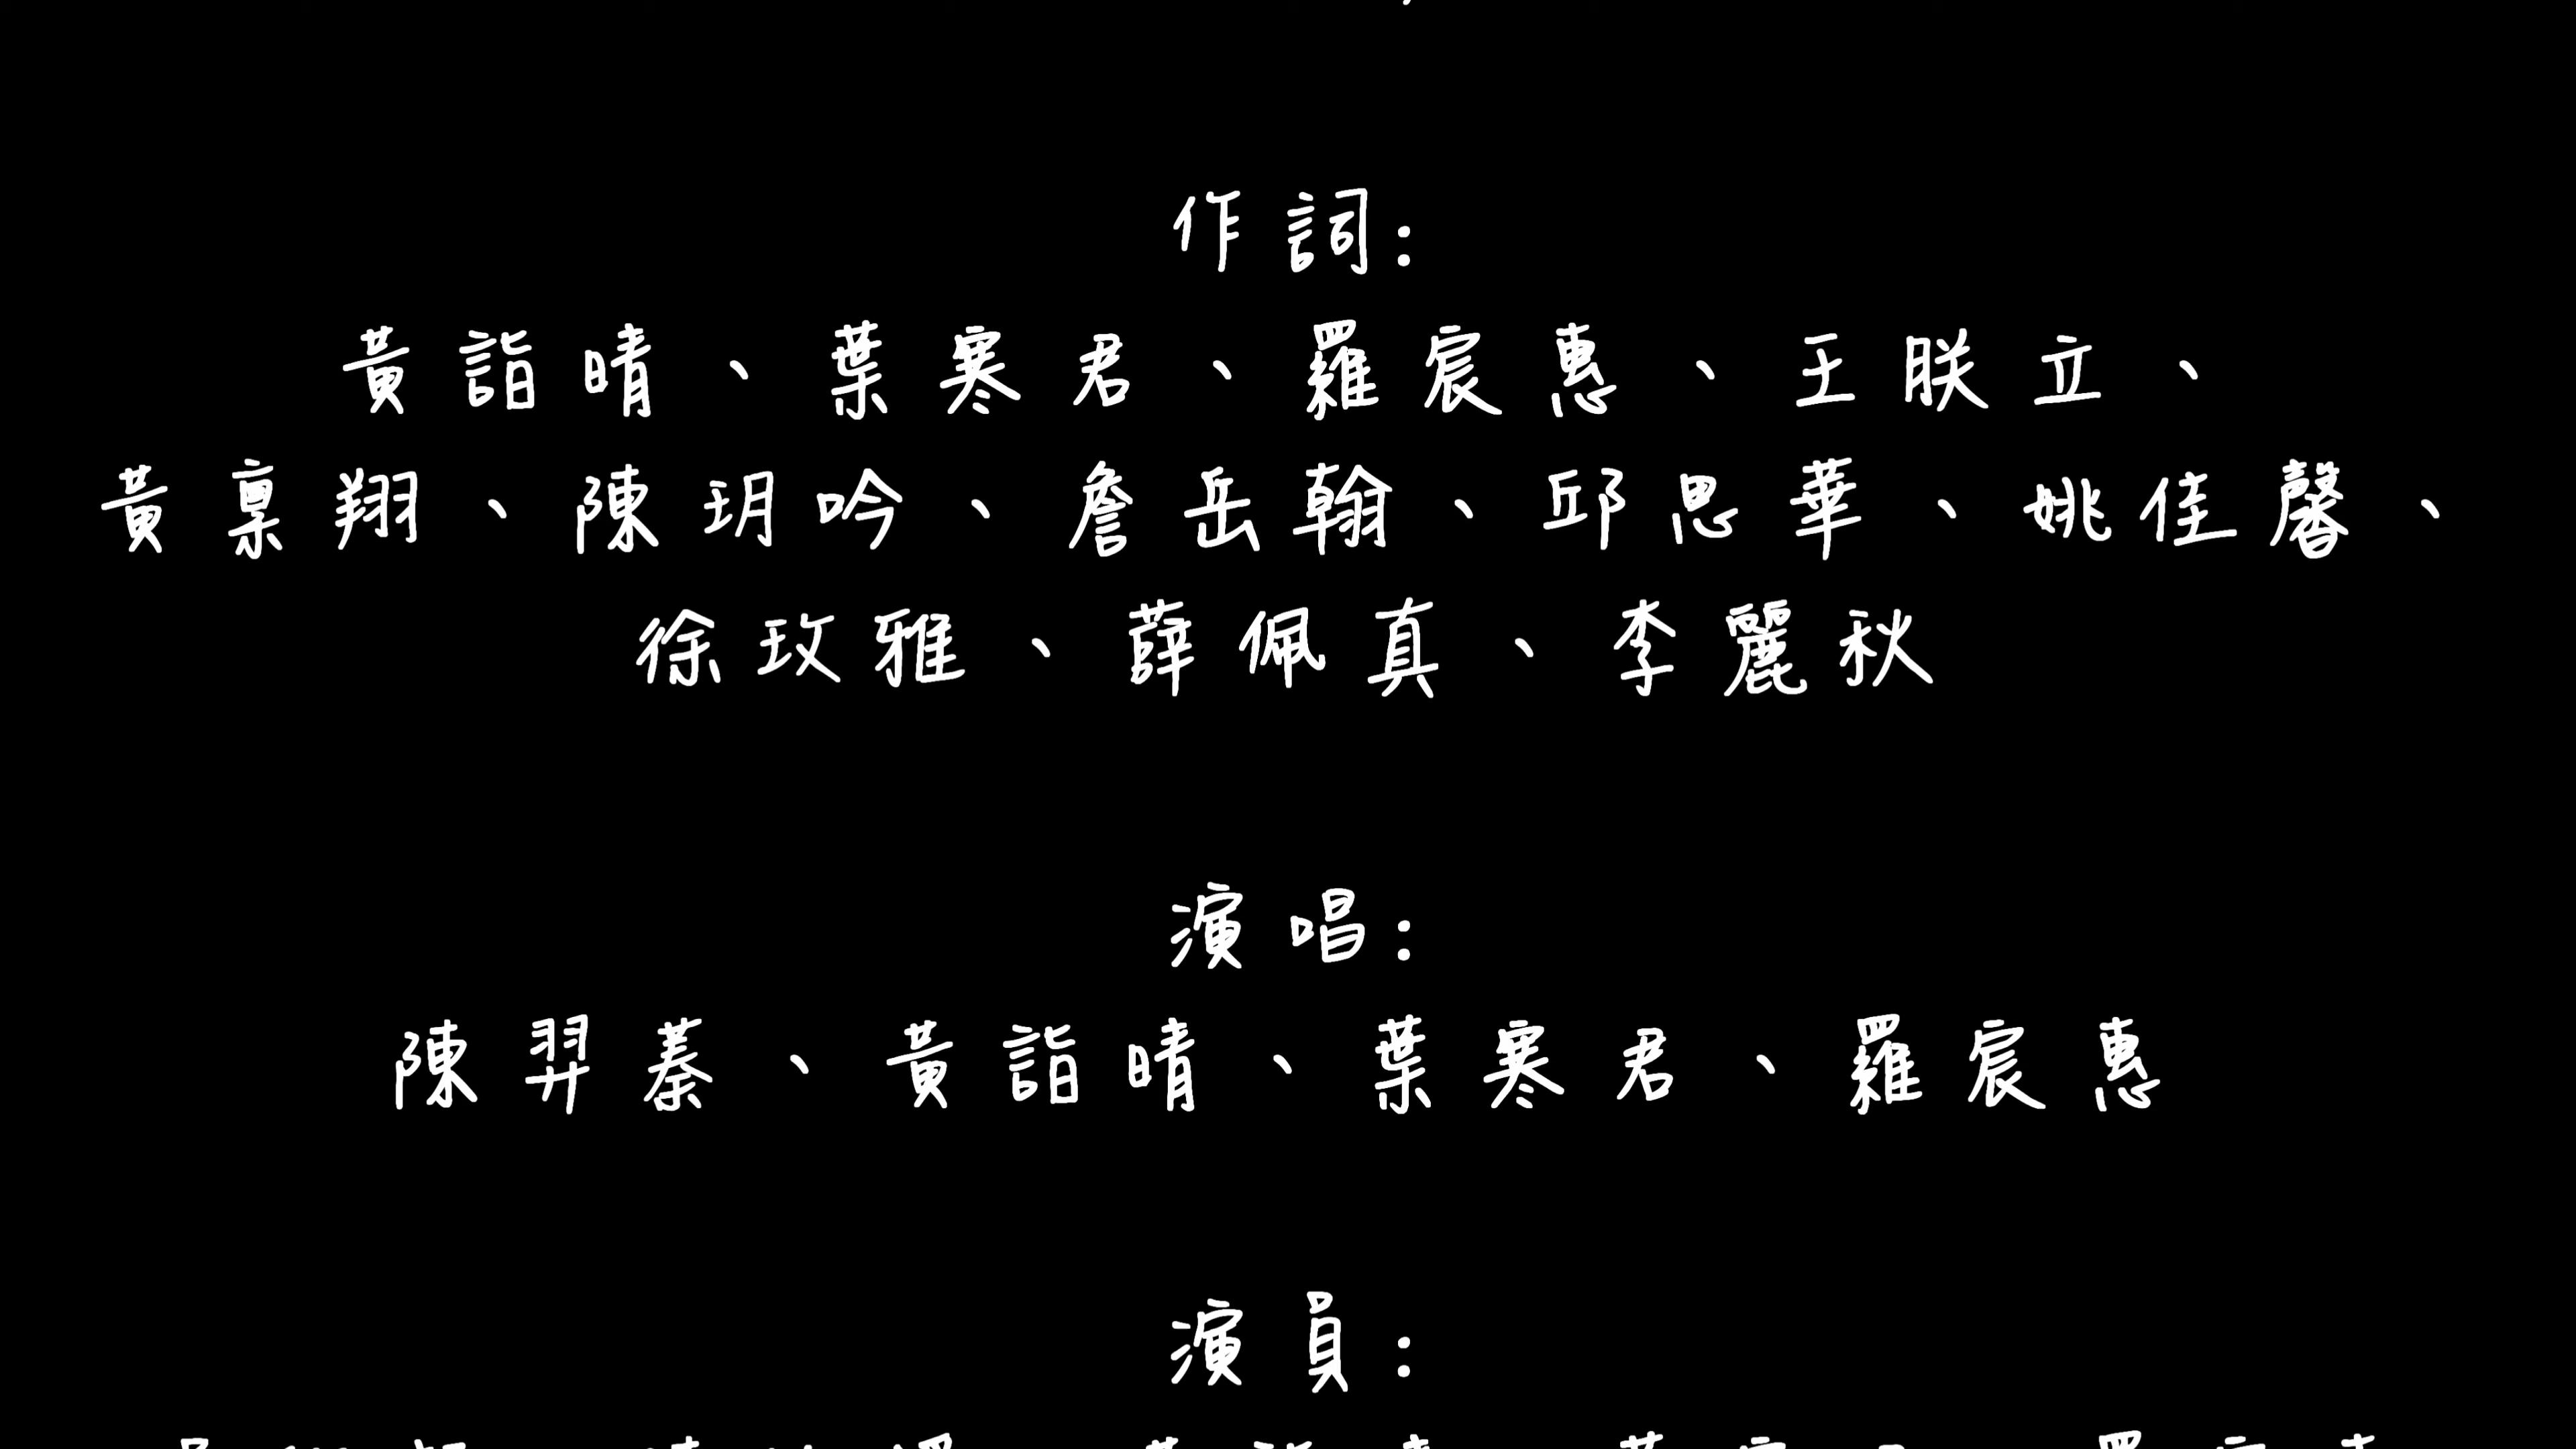 作詞:
黃詣晴、葉寒君、羅宸惠、王朕立、
黃稟翔、陳玥吟、詹岳翰、邱思華、姚佳馨、
徐玫雅、薛佩真、李麗秋
演唱:
陳羿蓁、黃詣晴、葉寒君、羅宸惠
演員: